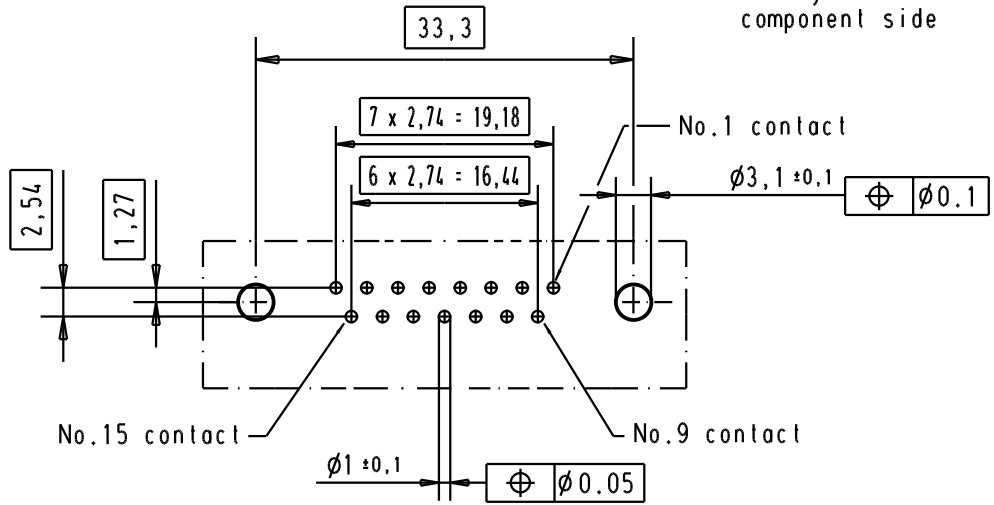 component side
33,3
7 x 2,74 = 19,18
No.1 contact
6 x 2,74 = 16,44
Ø3,1 ±0,1
⌖ Ø0.1
2,54
1,27
No.15 contact
No.9 contact
Ø1 ±0,1
⌖ Ø0.05